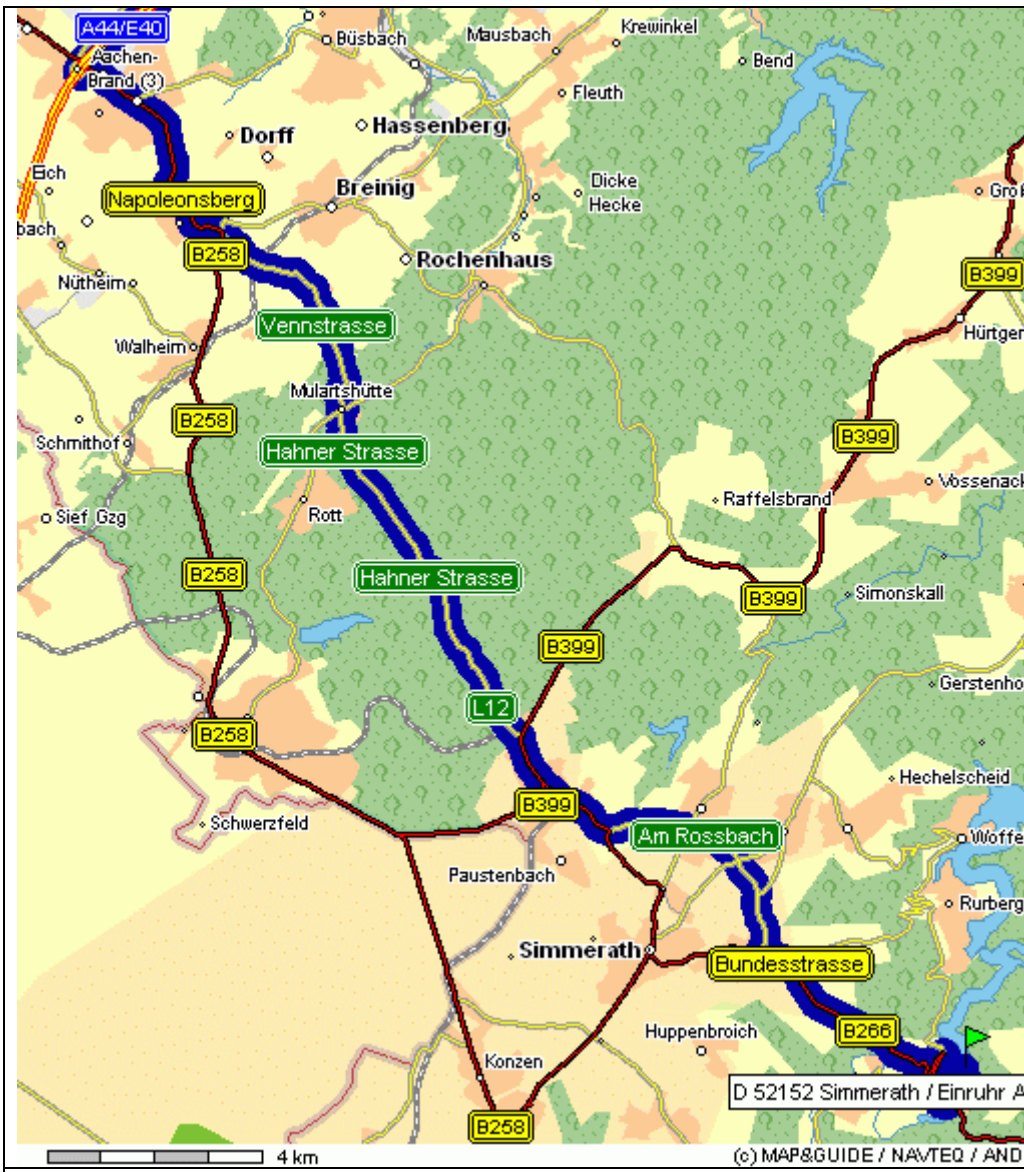 A44/E40
Büsbach
Mausbach
Krewinkel
Aachen-
Brand (3)
Bend
Fleuth
Dorff
Hassenberg
Eich
Breinig
Dicke
Hecke
Groß
Napoleonsberg
bach
B258
Rochenhaus
B399
Nütheim
Vennstrasse
Hürtgen
Walheim
Mulartshütte
B258
Schmithof
Hahner Strasse
B399
Vossenack
Raffelsbrand
Sief Gzg
Rott
B258
Hahner Strasse
B399
Simonskall
B399
Gerstenho
L12
B258
Hechelscheid
B399
Schwerzfeld
Am Rossbach
Woffe
Paustenbach
Rurberg
Simmerath
Bundesstrasse
Huppenbroich
B266
Konzen
D 52152 Simmerath / Einruhr A
B258
4 km
(c) MAP&GUIDE / NAVTEQ / AND